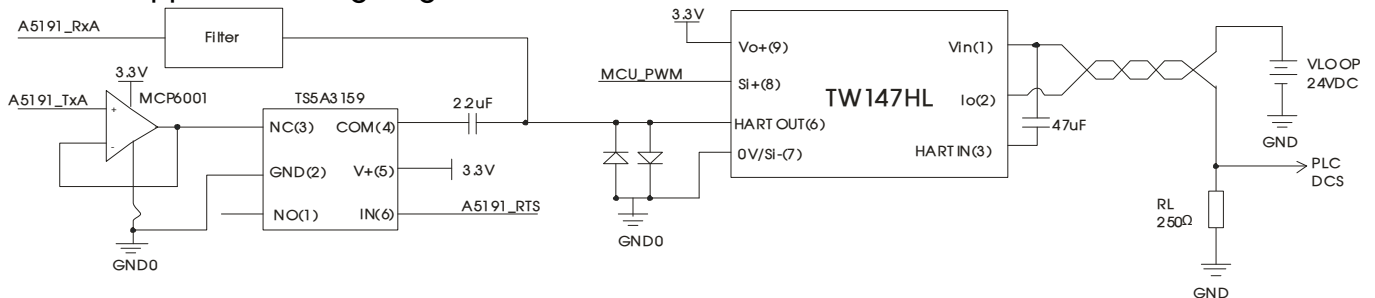 A5191_RxA
Filter
3.3V
MCP6001
A5191_TxA
+
-
GND0
TS5A3159
NC(3)
COM(4)
GND(2)
V+(5)
NO(1)
IN(6)
2.2uF
3.3V
A5191_RTS
GND0
3.3V
MCU_PWM
Vo+(9)
Vin(1)
Si+(8)
TW147HL
Io(2)
HART OUT(6)
0V/Si-(7)
HART IN(3)
47uF
VLOOP
24VDC
GND
PLC
DCS
RL
250Ω
GND